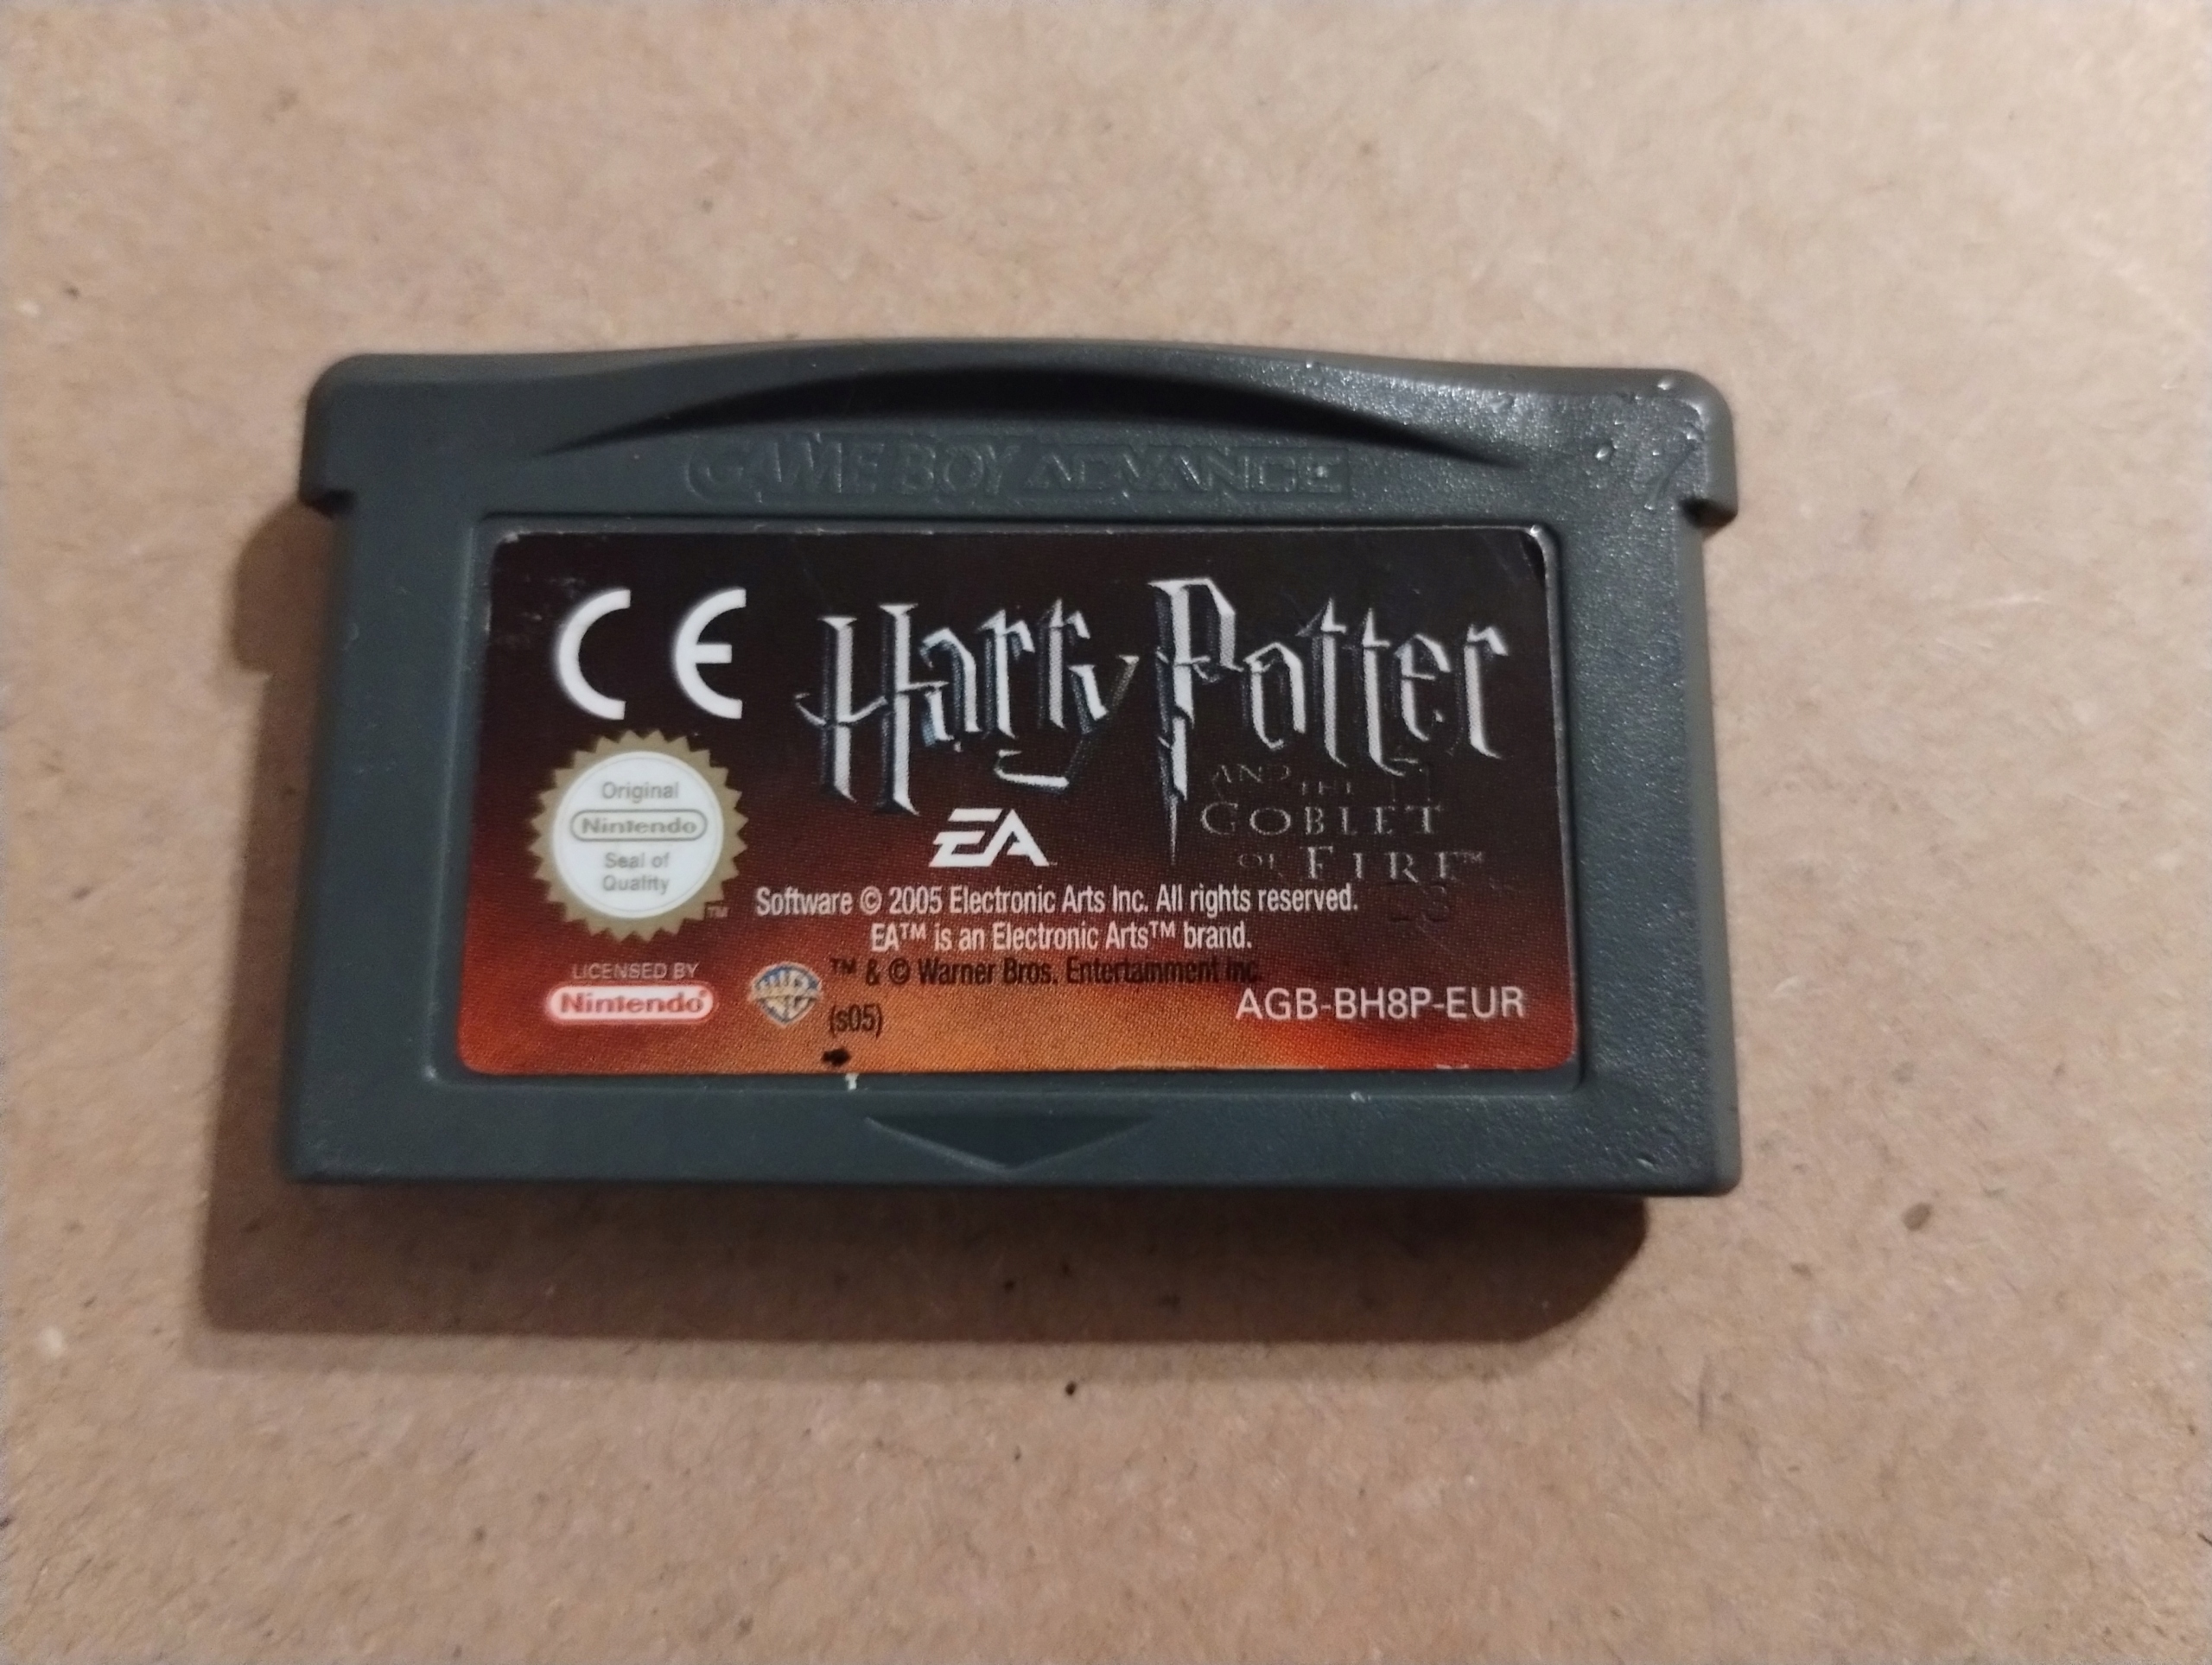 GAME BOY ADVANCE
CE
Harry Potter
AND THE
GOBLET
OF FIRE™
Original
Nintendo
Seal of
Quality
™
EA
Software © 2005 Electronic Arts Inc. All rights reserved.
EA™ is an Electronic Arts™ brand.
LICENSED BY
Nintendo
WB
™ & © Warner Bros. Entertainment Inc.
(s05)
AGB-BH8P-EUR